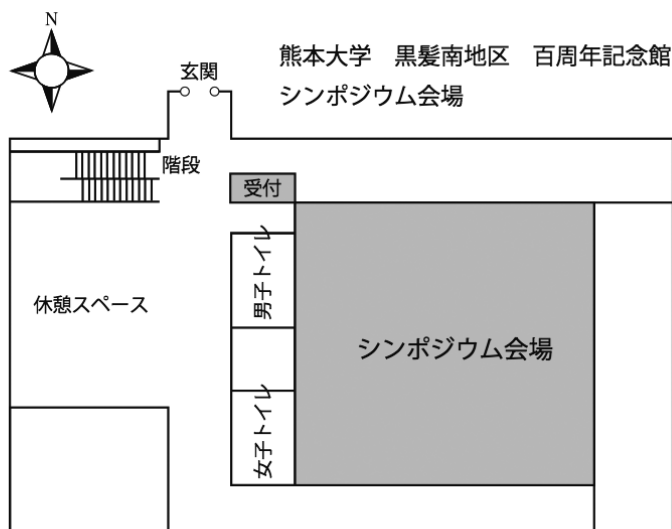 N
玄関
熊本大学　黒髪南地区　百周年記念館
シンポジウム会場
階段
受付
男子トイレ
休憩スペース
シンポジウム会場
女子トイレ